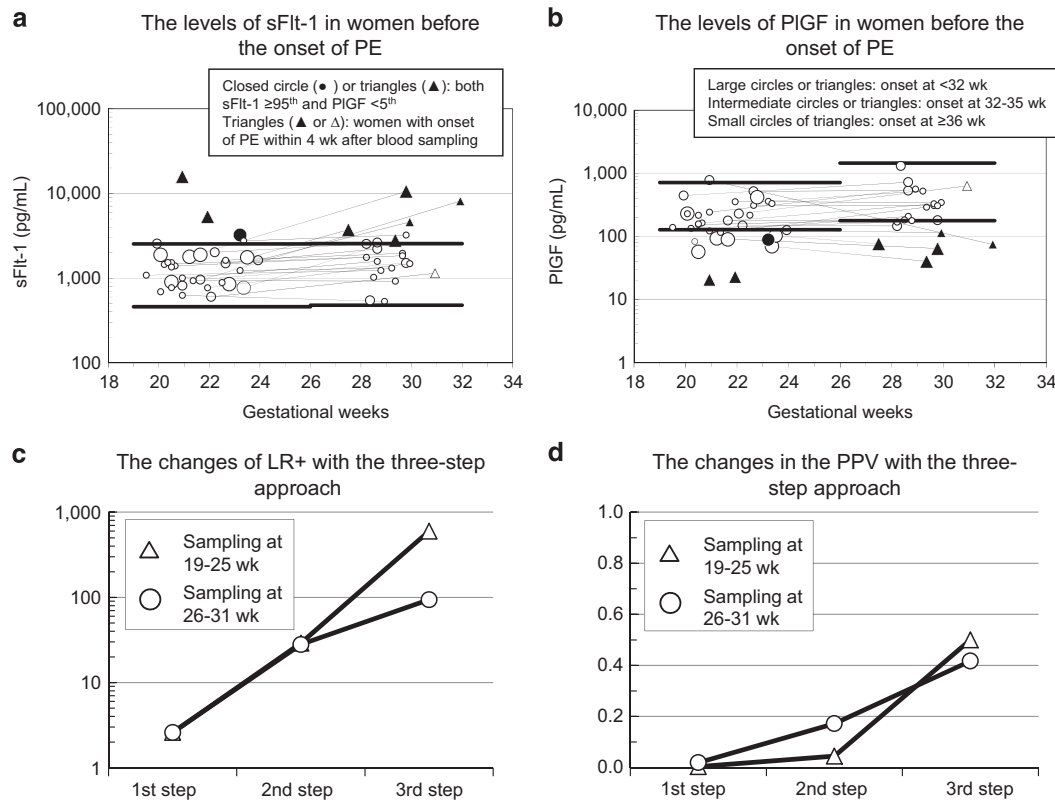 a
The levels of sFlt-1 in women before
the onset of PE
Closed circle (●) or triangles (▲): both
sFlt-1 ≥95th and PlGF <5th
Triangles (▲ or △): women with onset
of PE within 4 wk after blood sampling
100,000
10,000
1,000
100
sFlt-1 (pg/mL)
18 20 22 24 26 28 30 32 34
Gestational weeks
b
The levels of PlGF in women before the
onset of PE
Large circles or triangles: onset at <32 wk
Intermediate circles or triangles: onset at 32-35 wk
Small circles of triangles: onset at ≥36 wk
10,000
1,000
100
10
1
PlGF (pg/mL)
18 20 22 24 26 28 30 32 34
Gestational weeks
c
The changes of LR+ with the three-step
approach
1,000
100
10
1
Sampling at
19-25 wk
Sampling at
26-31 wk
1st step 2nd step 3rd step
d
The changes in the PPV with the three-
step approach
1.0
0.8
0.6
0.4
0.2
0.0
Sampling at
19-25 wk
Sampling at
26-31 wk
1st step 2nd step 3rd step